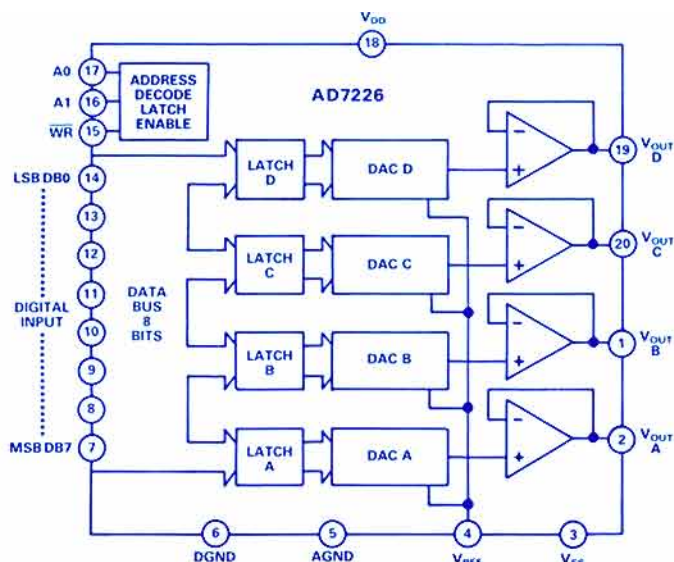 VDD
18
A0 17
A1 16
WR 15
ADDRESS
DECODE
LATCH
ENABLE
AD7226
LSB DB0 14
13
12
11
DIGITAL
INPUT
10
9
8
MSB DB7 7
DATA
BUS
8
BITS
LATCH
D
DAC D
- +
19 VOUT
D
LATCH
C
DAC C
- +
20 VOUT
C
LATCH
B
DAC B
- +
1 VOUT
B
LATCH
A
DAC A
- +
2 VOUT
A
6
DGND
5
AGND
4
3